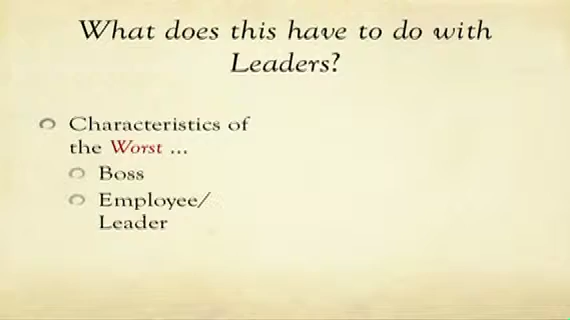 What does this have to do with
Leaders?
Characteristics of
the Worst ...
Boss
Employee/
Leader